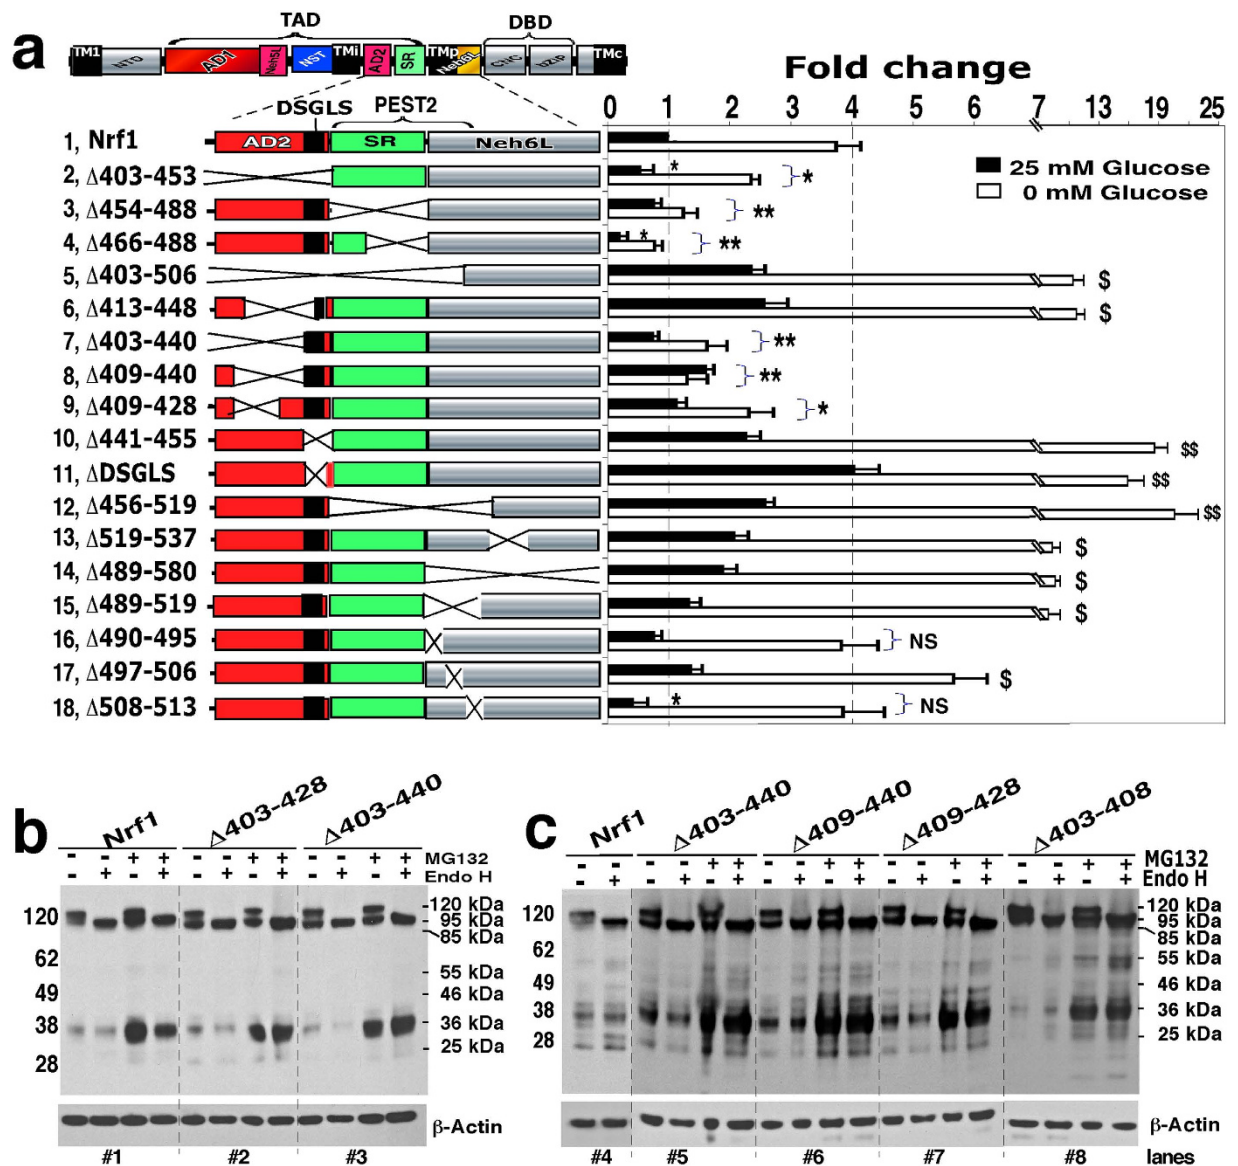 a
TAD
DBD
TM1 NTD AD1 Neh5L NST TMi AD2 SR TMp Neh6L CNC bZIP TMc
Fold change
DSGLS PEST2
0 1 2 3 4 5 6 7 13 19 25
AD2 SR Neh6L
1, Nrf1
25 mM Glucose
0 mM Glucose
2, Δ403-453 * } *
3, Δ454-488 } **
4, Δ466-488 * } **
5, Δ403-506 $
6, Δ413-448 $
7, Δ403-440 } **
8, Δ409-440 } **
9, Δ409-428 } *
10, Δ441-455 $$
11, ΔDSGLS $$
12, Δ456-519 $$
13, Δ519-537 $
14, Δ489-580 $
15, Δ489-519 $
16, Δ490-495 } NS
17, Δ497-506 $
18, Δ508-513 * } NS
b
Nrf1 Δ403-428 Δ403-440
- - + + - - + + - - + + MG132
- + - + - + - + - + - + Endo H
120
62
49
38
28
120 kDa
95 kDa
85 kDa
55 kDa
46 kDa
36 kDa
25 kDa
β-Actin
#1 #2 #3
c
Nrf1 Δ403-440 Δ409-440 Δ409-428 Δ403-408
- - - - + + - - + + - - + + - - + + MG132
- + - + - + - + - + - + - + - + - + Endo H
120
62
49
38
28
120 kDa
95 kDa
85 kDa
55 kDa
46 kDa
36 kDa
25 kDa
β-Actin
#4 #5 #6 #7 #8 lanes